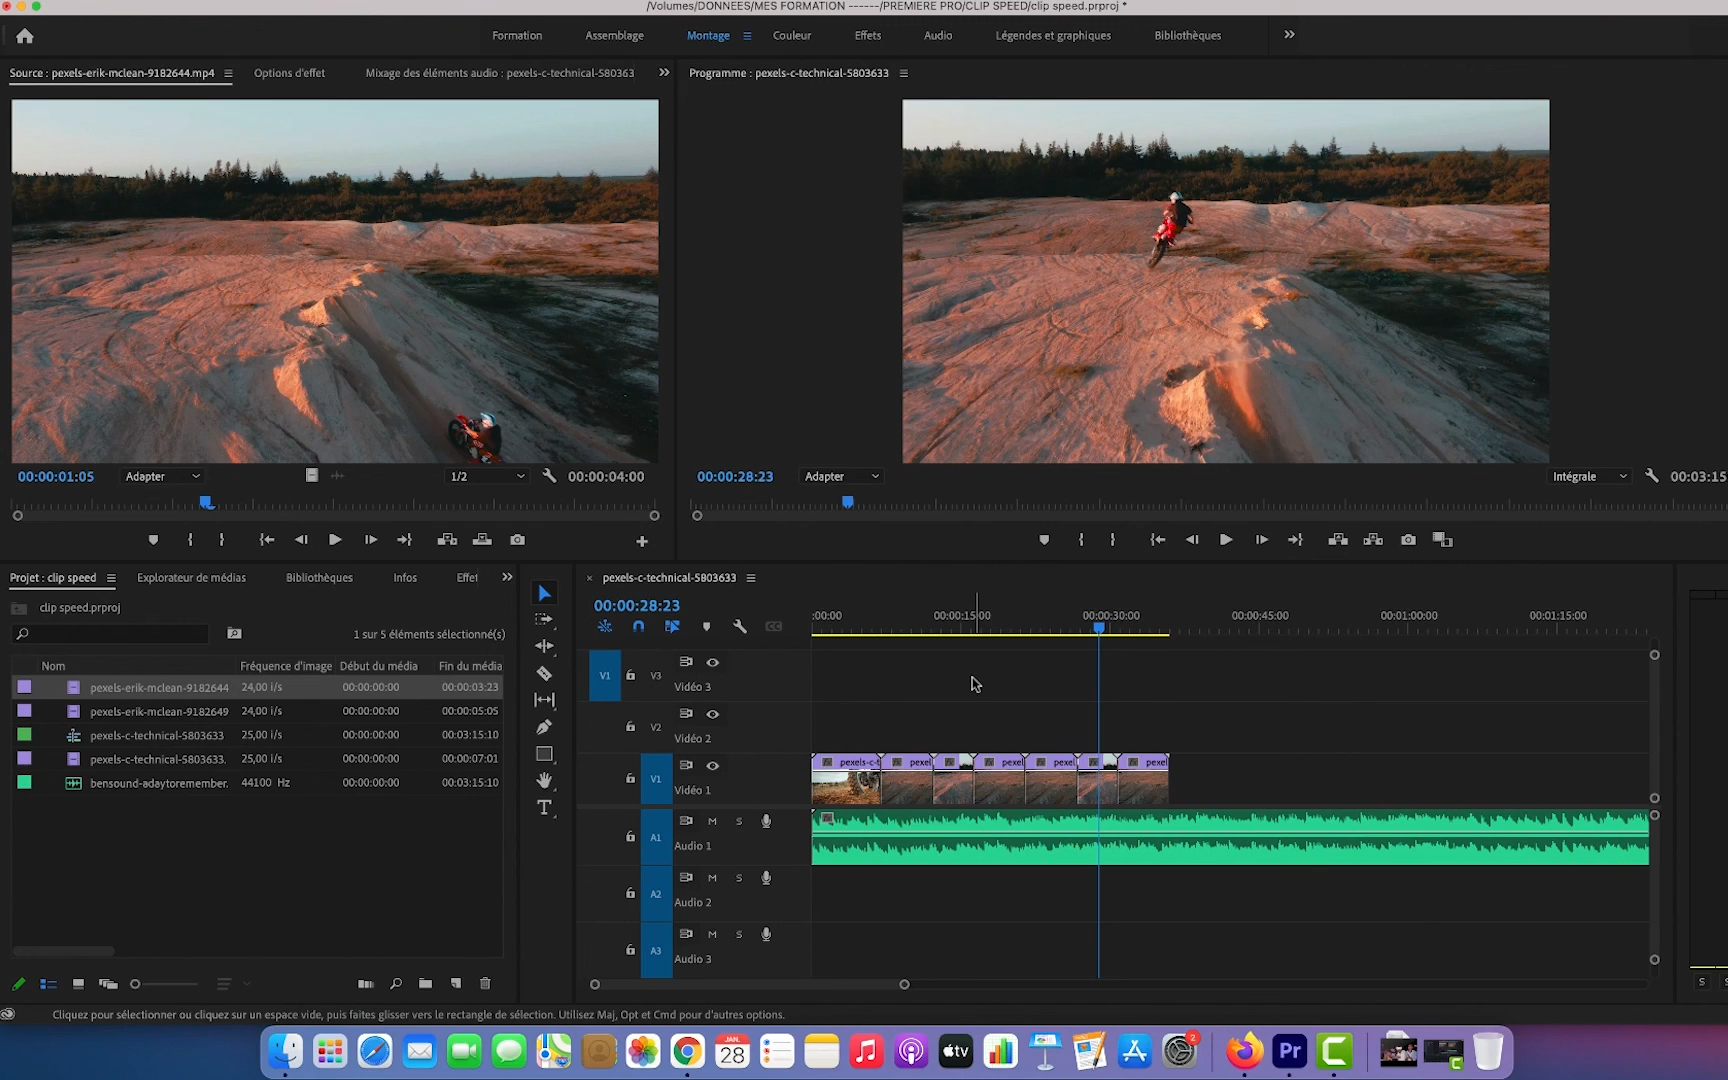 /Volumes/DONNEES/MES FORMATION ------/PREMIERE PRO/CLIP SPEED/clip speed.prproj *
Formation Assemblage Montage Couleur Effets Audio Légendes et graphiques Bibliothèques
Source : pexels-erik-mclean-9182644.mp4 Options d'effet Mixage des éléments audio : pexels-c-technical-580363
Programme : pexels-c-technical-5803633
00:00:01:05 Adapter 1/2 00:00:04:00
00:00:28:23 Adapter Intégrale 00:03:15
Projet : clip speed Explorateur de médias Bibliothèques Infos Effet
clip speed.prproj
1 sur 5 éléments sélectionné(s)
Nom Fréquence d'image Début du média Fin du média
pexels-erik-mclean-9182644 24,00 i/s 00:00:00:00 00:00:03:23
pexels-erik-mclean-9182649 24,00 i/s 00:00:00:00 00:00:05:05
pexels-c-technical-5803633 25,00 i/s 00:00:00:00 00:03:15:10
pexels-c-technical-5803633. 25,00 i/s 00:00:00:00 00:00:07:01
bensound-adaytoremember. 44100 Hz 00:00:00:00 00:03:15:10
× pexels-c-technical-5803633
00:00:28:23
:00:00 00:00:15:00 00:00:30:00 00:00:45:00 00:01:00:00 00:01:15:00
V1 V3 Vidéo 3
V2 Vidéo 2
V1 Vidéo 1
pexels-c-t pexel pexel pexel pexel
A1 M S Audio 1
A2 M S Audio 2
A3 M S Audio 3
S
Cliquez pour sélectionner ou cliquez sur un espace vide, puis faites glisser vers le rectangle de sélection. Utilisez Maj, Opt et Cmd pour d'autres options.
JAN. 28 tv 2 Pr C